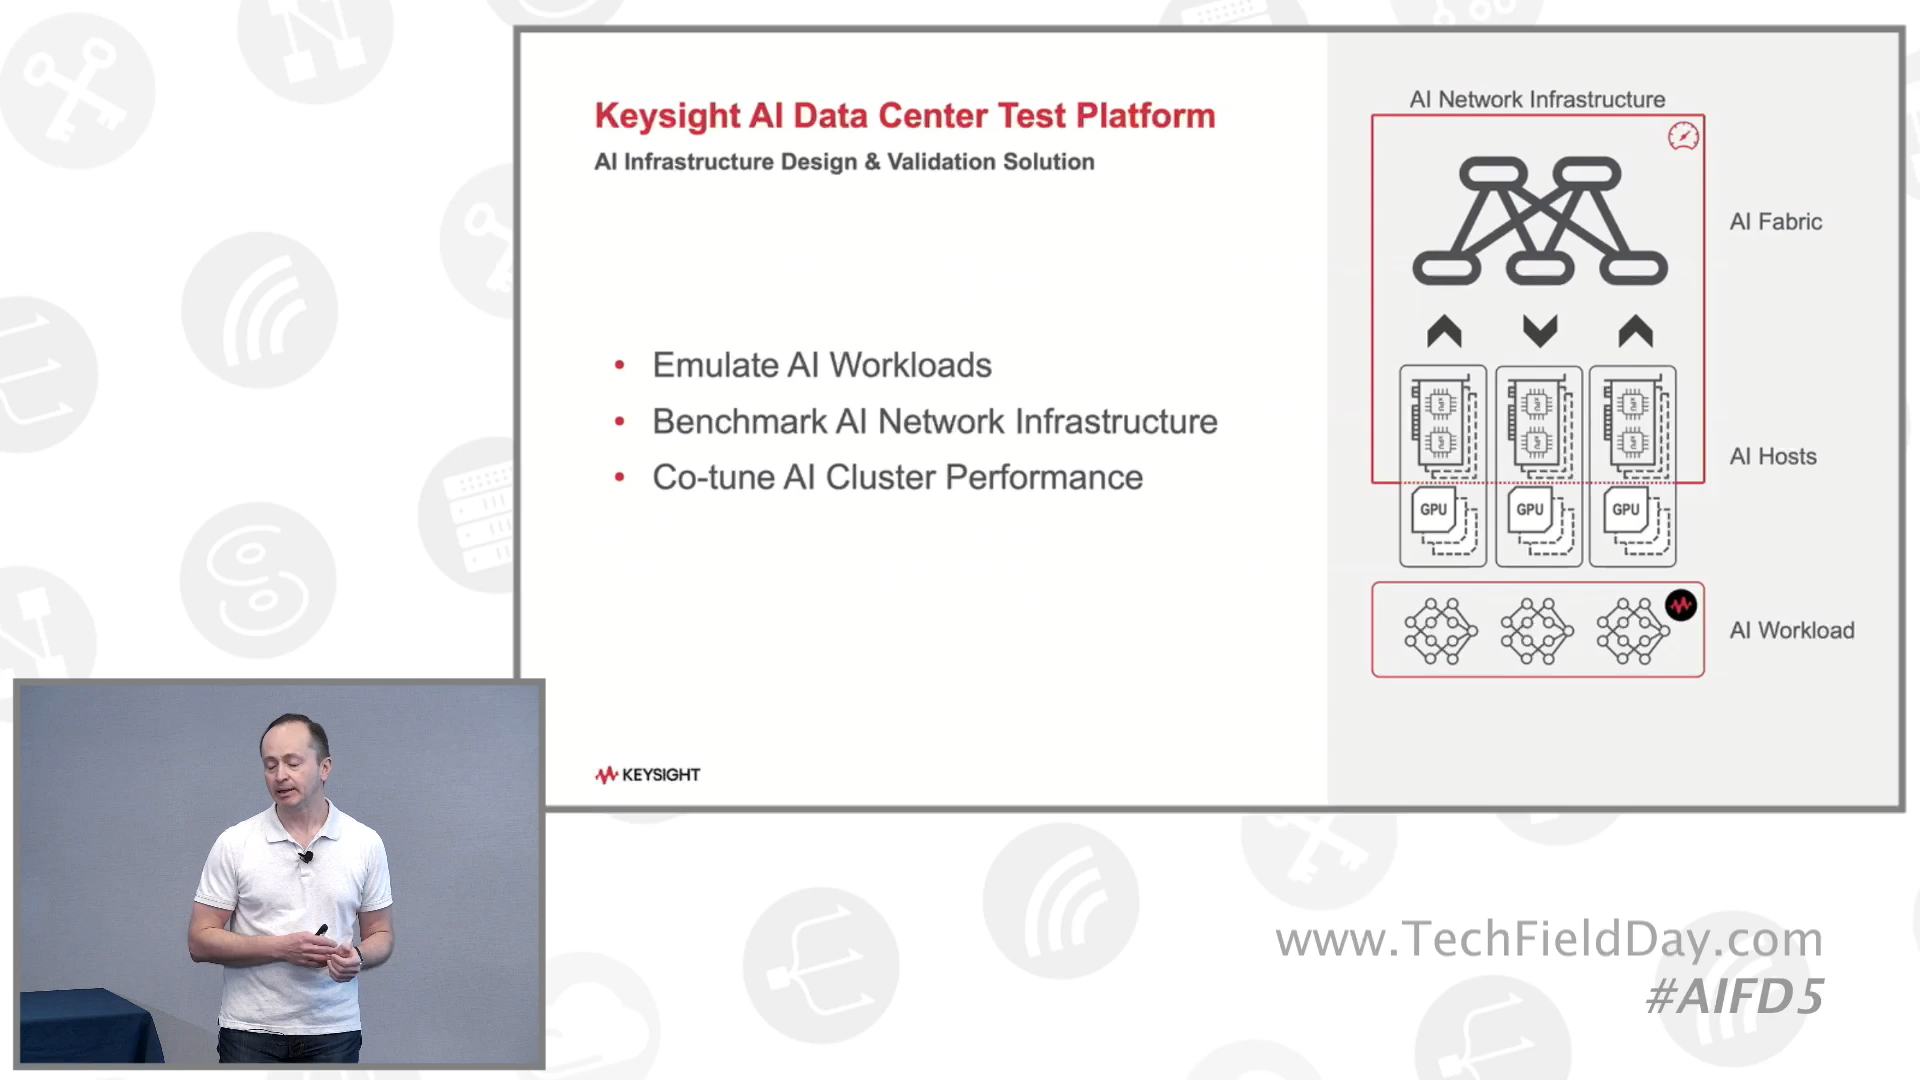 Keysight AI Data Center Test Platform
AI Infrastructure Design & Validation Solution
• Emulate AI Workloads
• Benchmark AI Network Infrastructure
• Co-tune AI Cluster Performance
KEYSIGHT
AI Network Infrastructure
AI Fabric
AI Hosts
GPU GPU GPU
AI Workload
www.TechFieldDay.com
#AIFD5